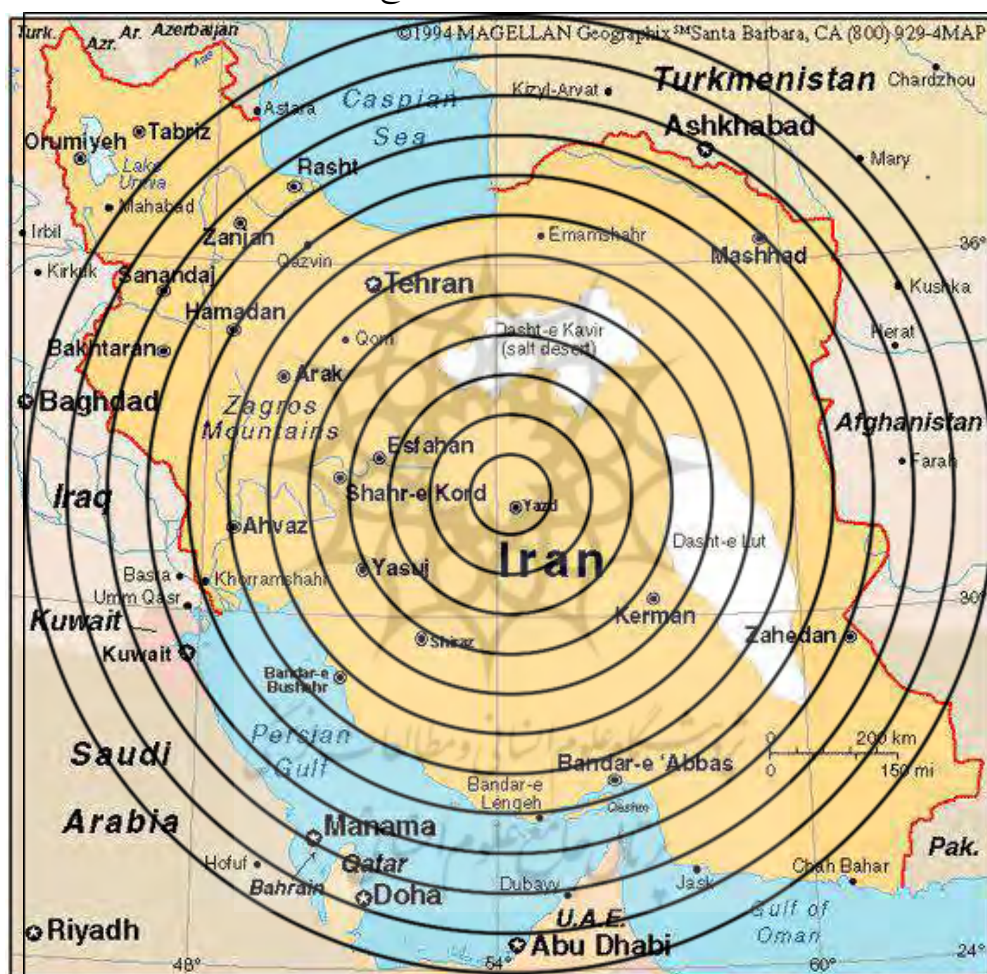 ©1994 MAGELLAN Geographix℠Santa Barbara, CA (800) 929-4MAP
Turk.
Ar.
Azerbaijan
Azr.
Turkmenistan
Chardzhou
Kizyl-Arvat
Caspian
Sea
Astara
Ashkhabad
Tabriz
Orumiyeh
Lake
Urmia
Mary
Rasht
Mahabad
Irbil
Zanjan
Emamshahr
Mashhad
36°
Qazvin
Kirkuk
Sanandaj
Tehran
Kushka
Hamadan
Qom
Dasht-e Kavir
(salt desert)
Herat
Bakhtaran
Arak
Baghdad
Zagros
Mountains
Afghanistan
Esfahan
Farah
Iraq
Shahr-e Kord
Yazd
Ahvaz
Dasht-e Lut
Iran
Yasuj
Basra
Khorramshahr
Umm Qasr
30°
Kuwait
Kerman
Shiraz
Zahedan
Kuwait
Bandar-e
Bushehr
Persian
Gulf
Saudi
0 200 km
0 150 mi
Bandar-e 'Abbas
Bandar-e
Lengeh
Qeshm
Arabia
Manama
Pak.
Hofuf
Qatar
Chah Bahar
Bahrain
Jask
Doha
Dubayy
U.A.E.
Gulf of
Oman
Riyadh
Abu Dhabi
48°
54°
60°
24°